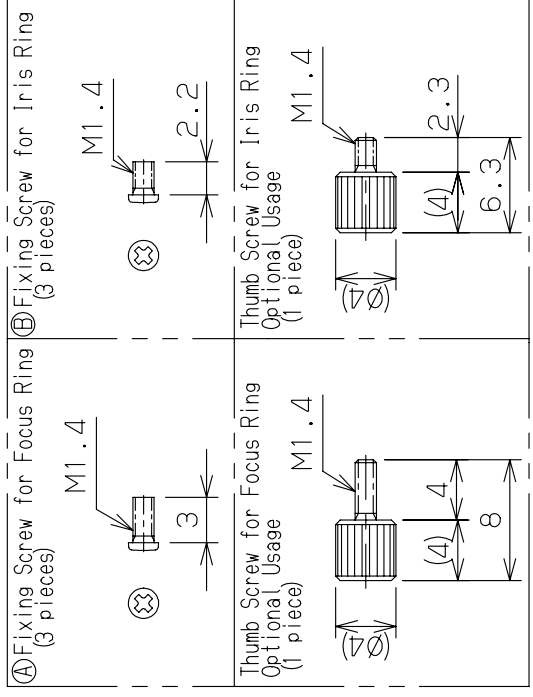 Ⓐ Fixing Screw for Focus Ring
(3 pieces)
M1.4
3
Thumb Screw for Focus Ring
Optional Usage
(1 piece)
M1.4
(Ø4)
(4)
4
8
Ⓑ Fixing Screw for Iris Ring
(3 pieces)
M1.4
2.2
Thumb Screw for Iris Ring
Optional Usage
(1 piece)
M1.4
(Ø4)
(4)
2.3
6.3